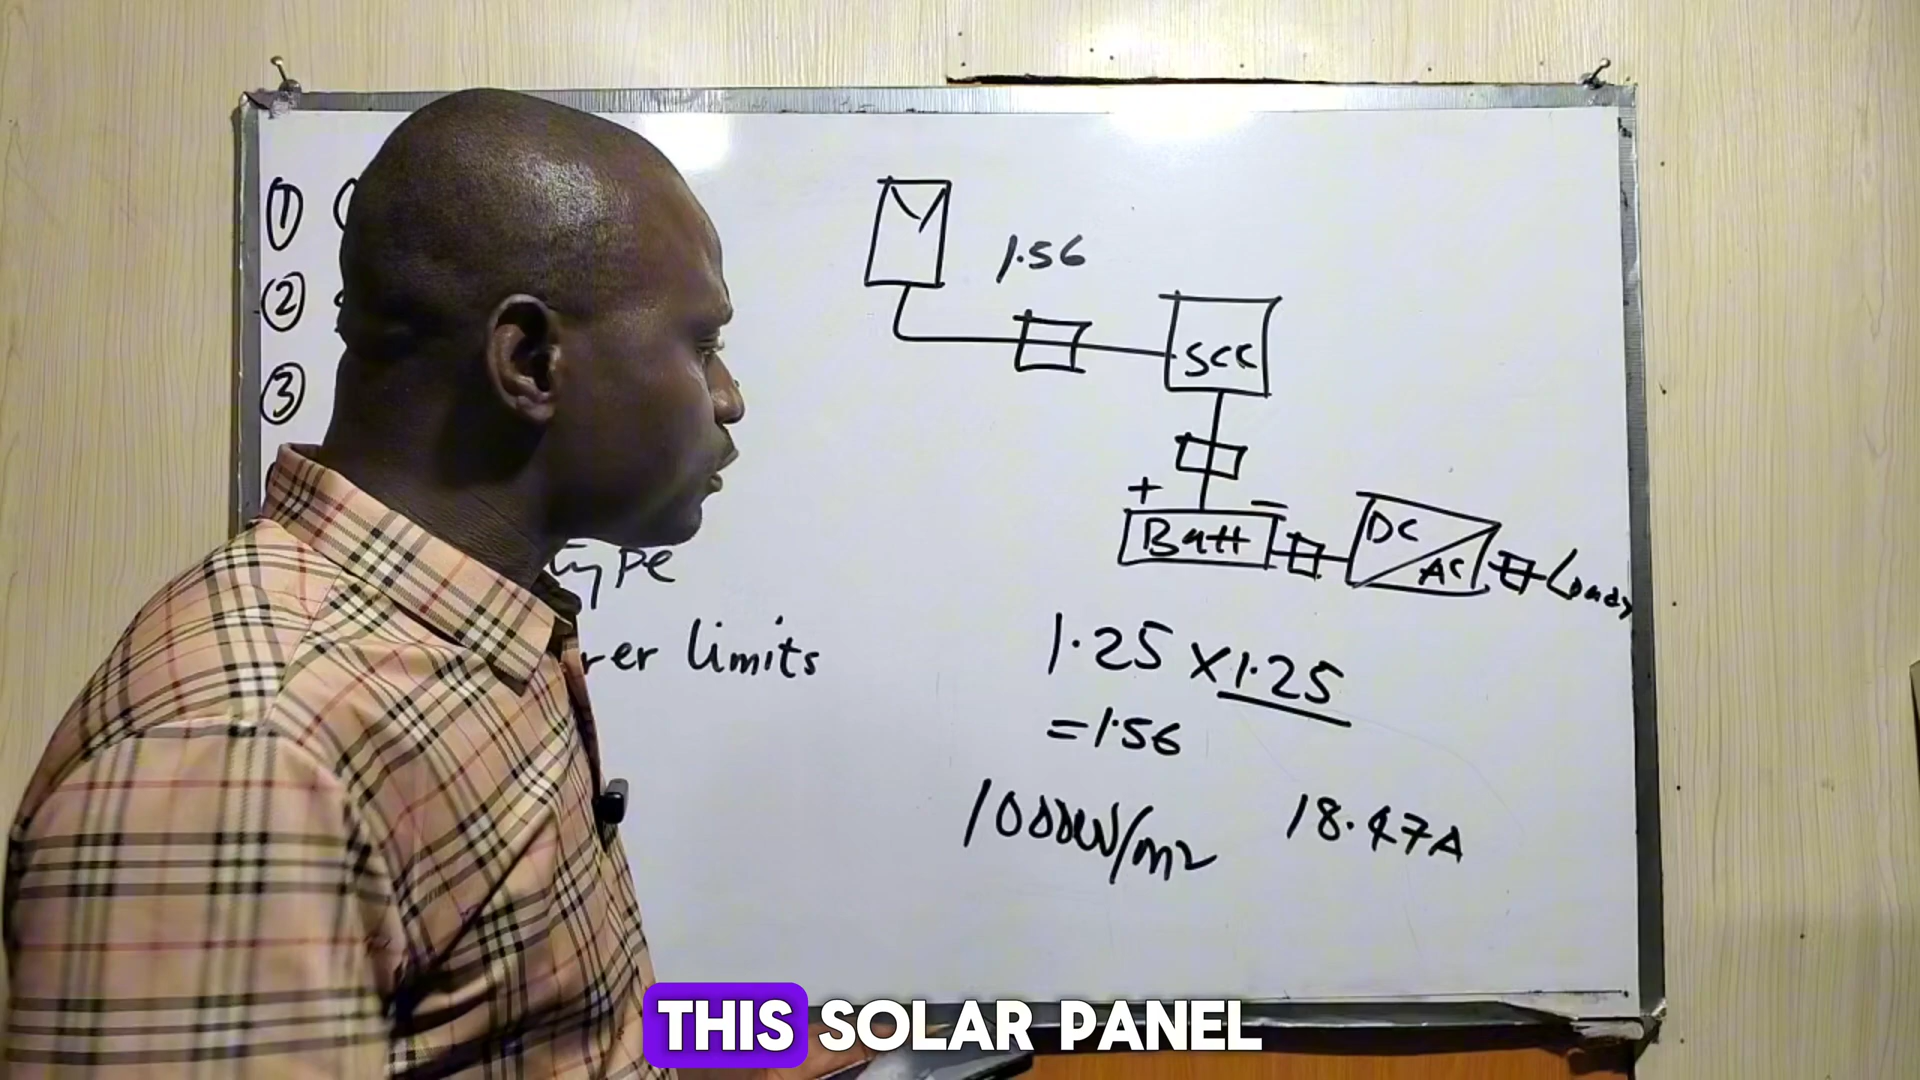 ①
②
③
type
rer limits
1.56
SCC
+ −
Batt
DC
AC
Loads
1.25 × 1.25
=1.56
1000W/m2
18.47A
THIS SOLAR PANEL